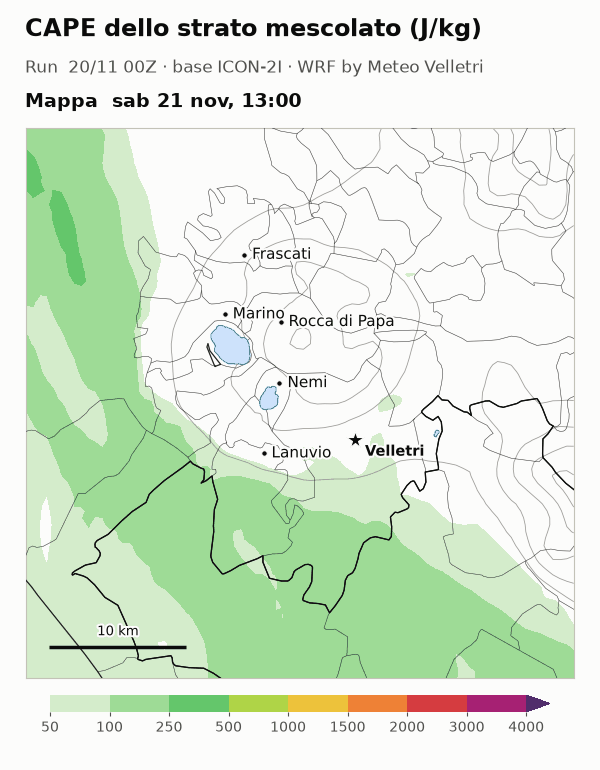 CAPE dello strato mescolato (J/kg)
Run  20/11 00Z · base ICON-2I · WRF by Meteo Velletri
Mappa  sab 21 nov, 13:00
Frascati
Marino
Rocca di Papa
Nemi
Velletri
Lanuvio
10 km
50 100 250 500 1000 1500 2000 3000 4000